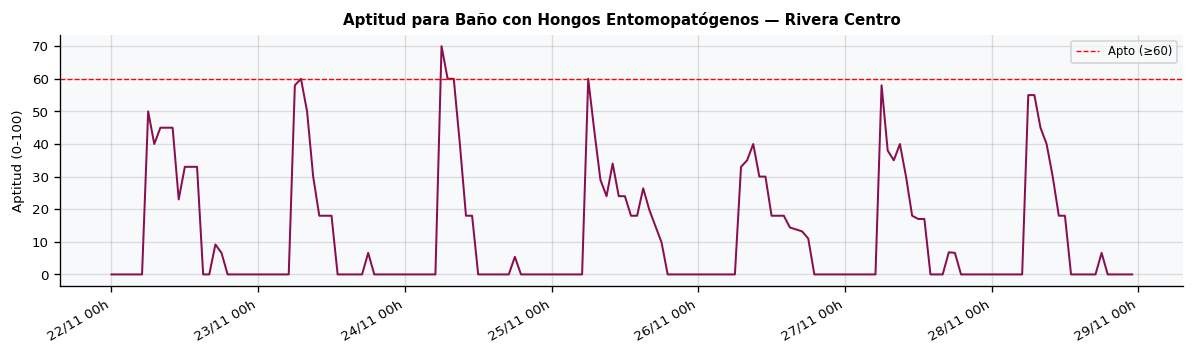 Aptitud para Baño con Hongos Entomopatógenos — Rivera Centro
Apto (≥60)
Aptitud (0-100)
70
60
50
40
30
20
10
0
22/11 00h
23/11 00h
24/11 00h
25/11 00h
26/11 00h
27/11 00h
28/11 00h
29/11 00h